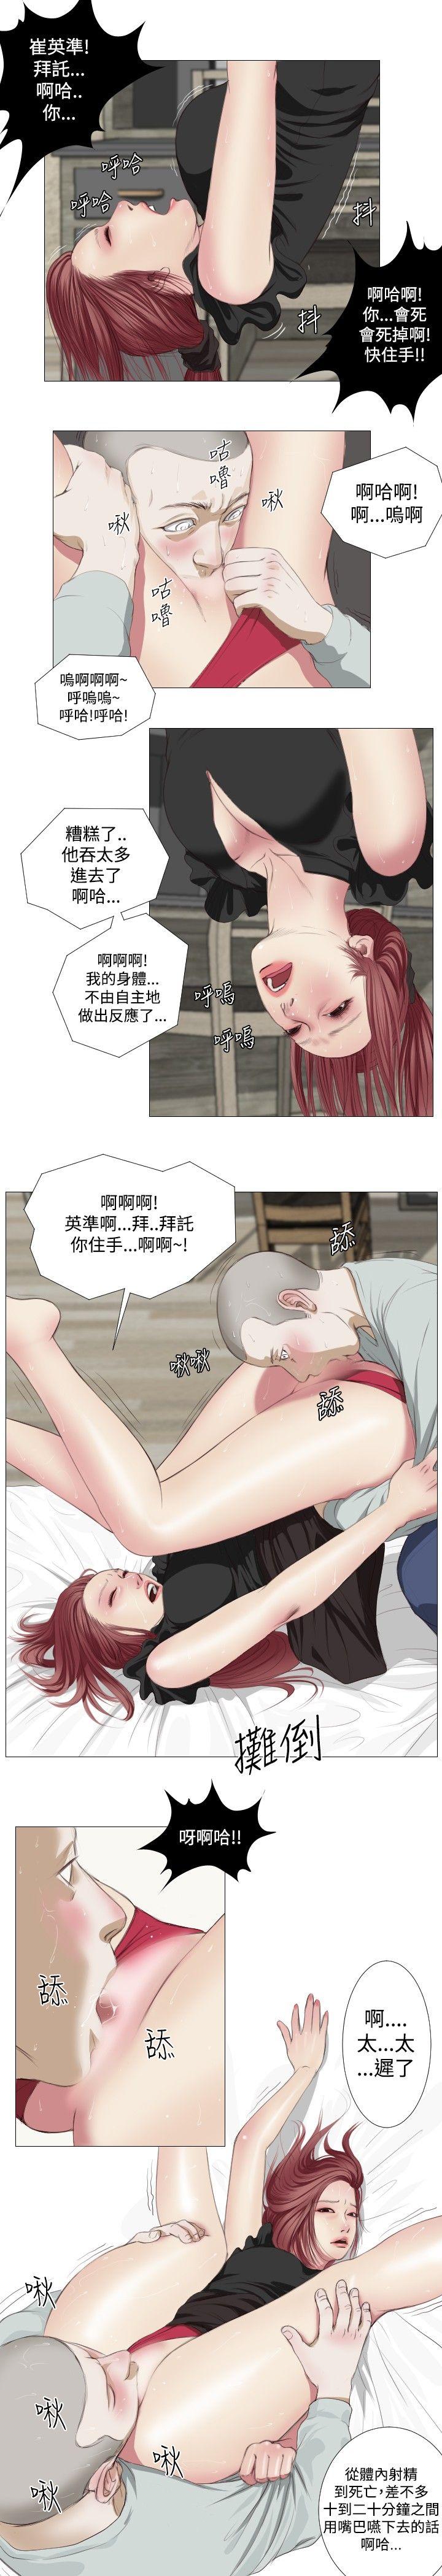 崔英準!
拜託...
啊哈..
你...
呼哈
呼哈
抖
抖
啊哈啊!
你...會死
會死掉啊!
快住手!!
咕嚕
啾
啾
咕嚕
啊哈啊!
啊...嗚啊
嗚啊啊啊~
呼嗚嗚~
呼哈!呼哈!
糟糕了..
他吞太多
進去了
啊哈...
啊啊啊!
我的身體...
不由自主地
做出反應了...
呼嗚
呼嗚
啊啊啊!
英準啊...拜..拜託
你住手...啊啊~!
舔
啾啾
舔
攤倒
呀啊哈!!
舔
舔
啊....
太...太
...遲了
啾
啾
啾
啾
從體內射精
到死亡,差不多
十到二十分鐘之間
用嘴巴嚥下去的話
啊哈...